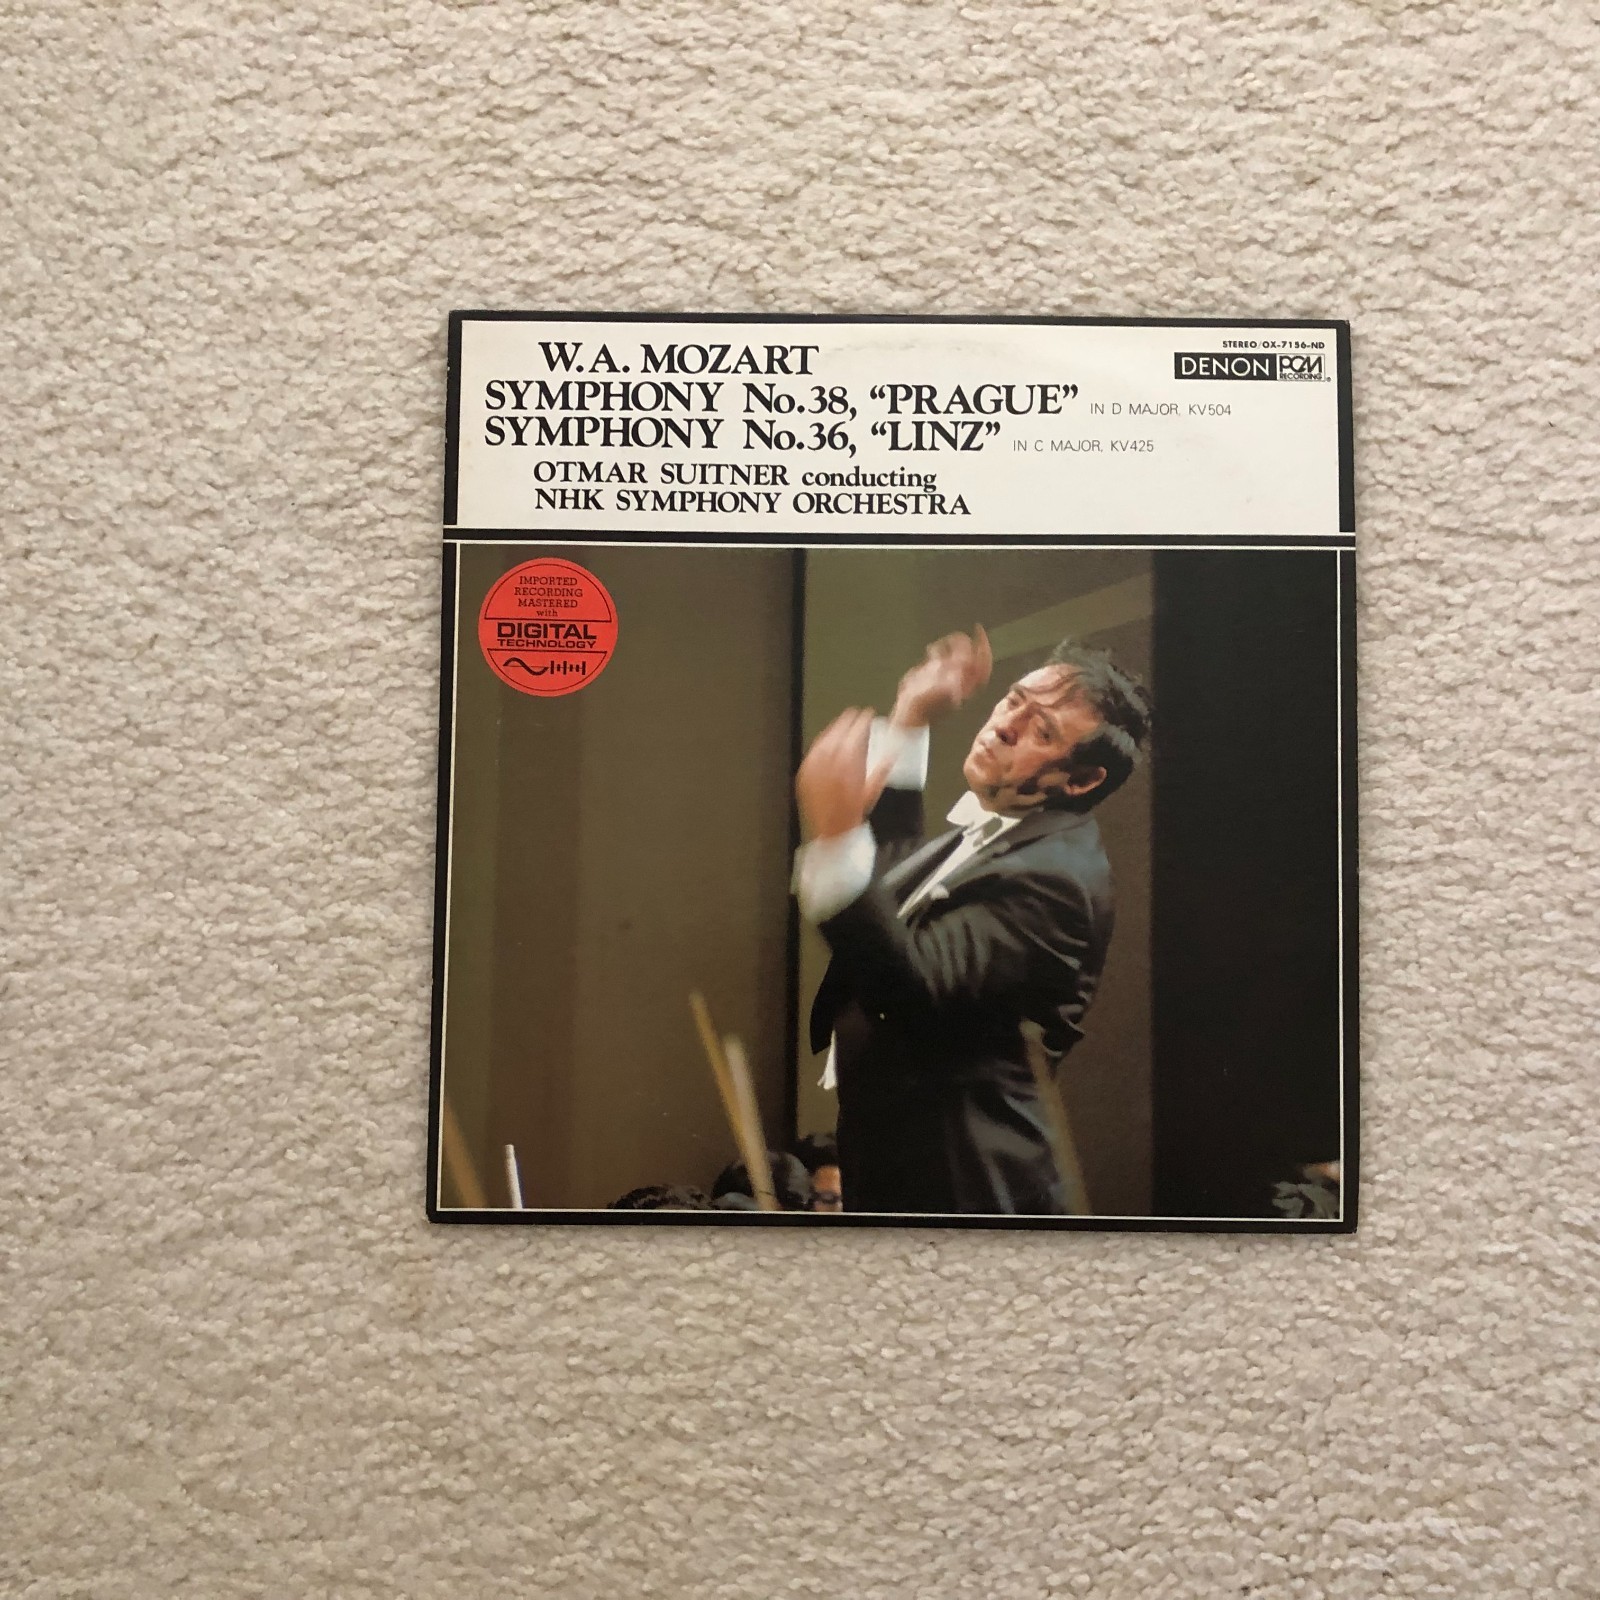 STEREO/OX-7156-ND
DENON PCM RECORDING
W.A. MOZART
SYMPHONY No.38, “PRAGUE” IN D MAJOR, KV504
SYMPHONY No.36, “LINZ” IN C MAJOR, KV425
OTMAR SUITNER conducting
NHK SYMPHONY ORCHESTRA
IMPORTED
RECORDING
MASTERED
with
DIGITAL
TECHNOLOGY